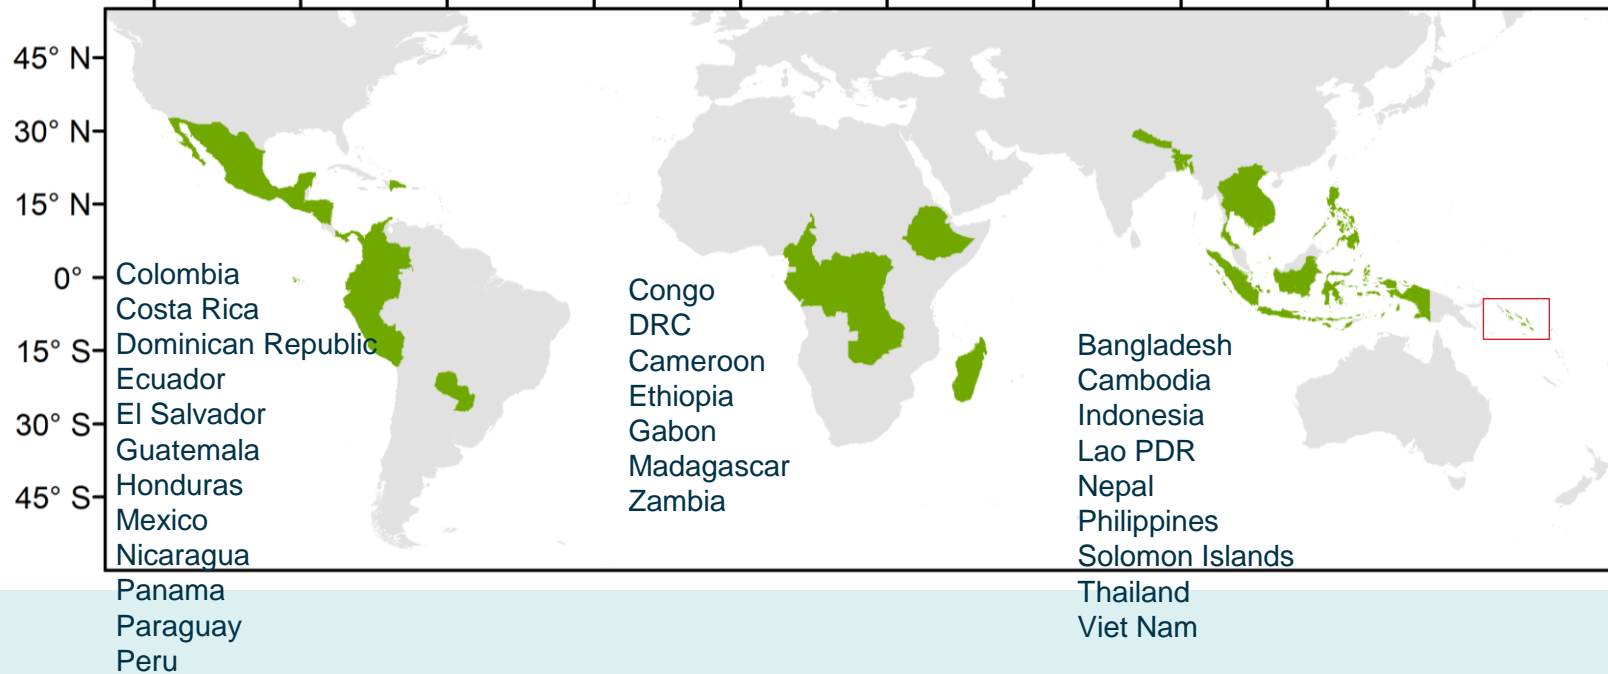 45° N
30° N
15° N
0°
15° S
30° S
45° S
Colombia
Costa Rica
Dominican Republic
Ecuador
El Salvador
Guatemala
Honduras
Mexico
Nicaragua
Panama
Paraguay
Peru
Congo
DRC
Cameroon
Ethiopia
Gabon
Madagascar
Zambia
Bangladesh
Cambodia
Indonesia
Lao PDR
Nepal
Philippines
Solomon Islands
Thailand
Viet Nam